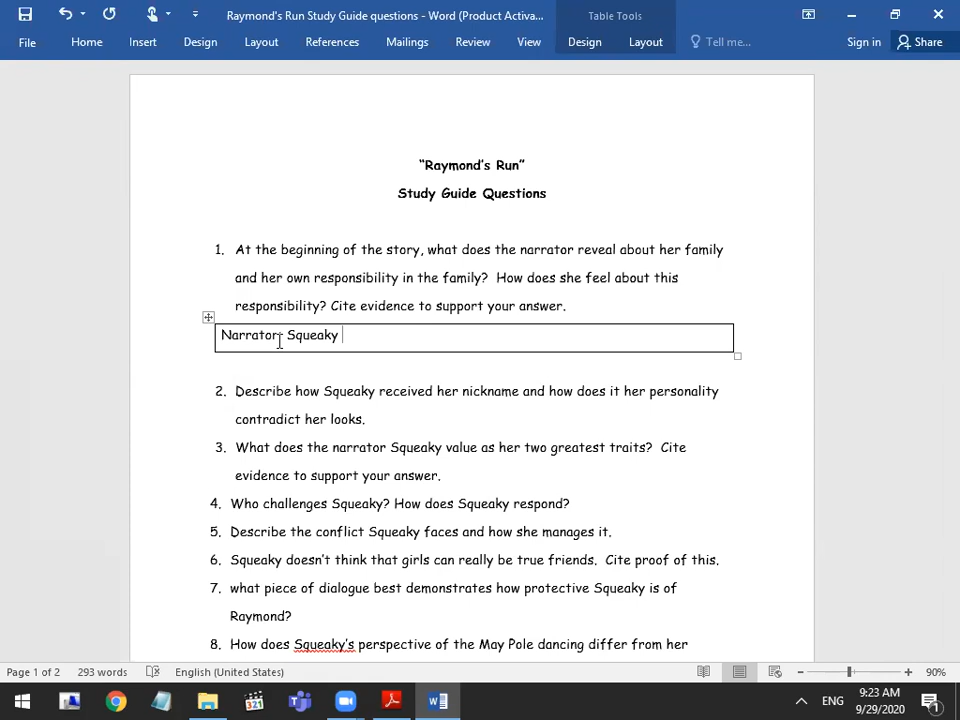 Raymond's Run Study Guide questions - Word (Product Activa...
Table Tools
File
Home
Insert
Design
Layout
References
Mailings
Review
View
Design
Layout
Tell me...
Sign in
Share
“Raymond’s Run”
Study Guide Questions
1. At the beginning of the story, what does the narrator reveal about her family
and her own responsibility in the family? How does she feel about this
responsibility? Cite evidence to support your answer.
Narrator- Squeaky
2. Describe how Squeaky received her nickname and how does it her personality
contradict her looks.
3. What does the narrator Squeaky value as her two greatest traits? Cite
evidence to support your answer.
4. Who challenges Squeaky? How does Squeaky respond?
5. Describe the conflict Squeaky faces and how she manages it.
6. Squeaky doesn’t think that girls can really be true friends. Cite proof of this.
7. what piece of dialogue best demonstrates how protective Squeaky is of
Raymond?
8. How does Squeaky’s perspective of the May Pole dancing differ from her
Page 1 of 2
293 words
English (United States)
90%
321
ENG
9:23 AM
9/29/2020
1